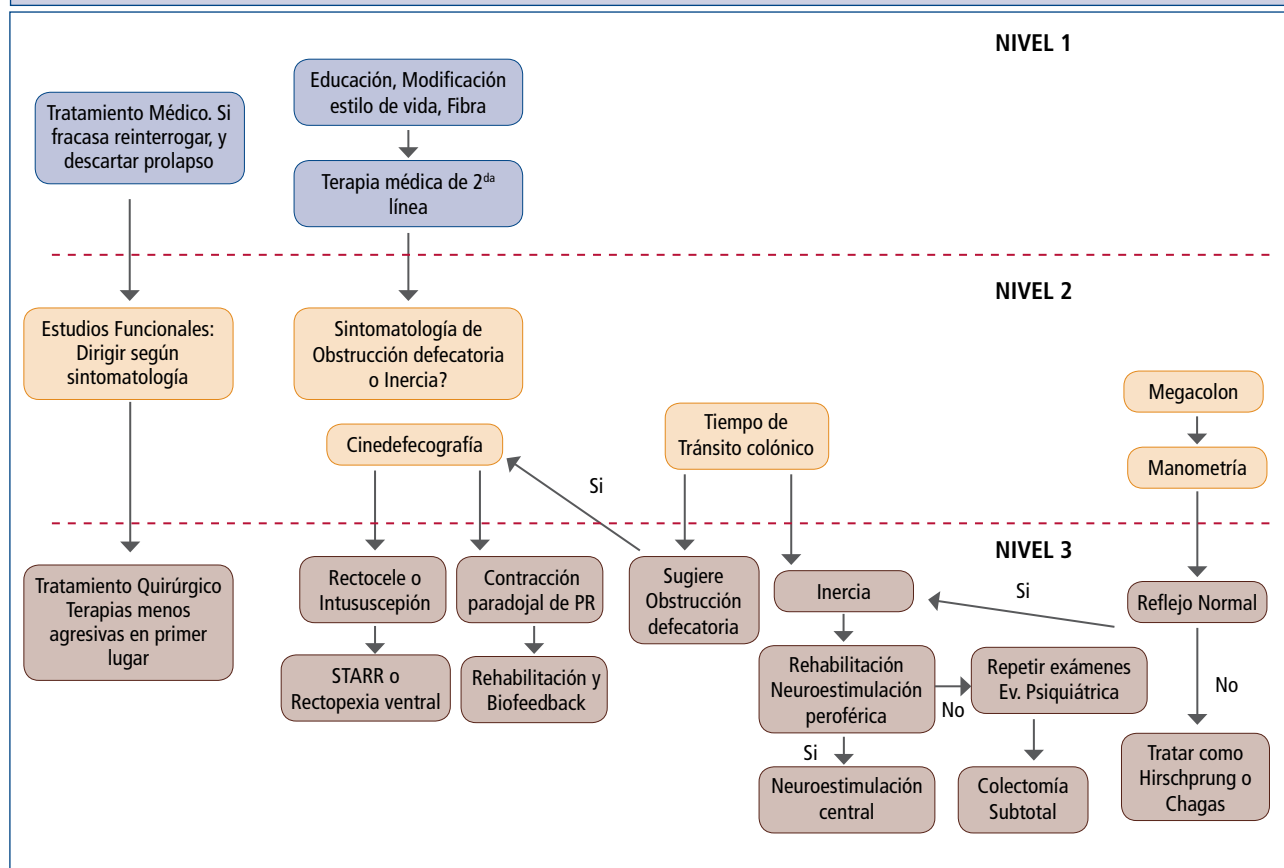 NIVEL 1
Tratamiento Médico. Si
fracasa reinterrogar, y
descartar prolapso
Educación, Modificación
estilo de vida, Fibra
Terapia médica de 2da
línea
NIVEL 2
Estudios Funcionales:
Dirigir según
sintomatología
Sintomatología de
Obstrucción defecatoria
o Inercia?
Cinedefecografía
Tiempo de
Tránsito colónico
Megacolon
Manometría
Si
NIVEL 3
Tratamiento Quirúrgico
Terapias menos
agresivas en primer
lugar
Rectocele o
Intususcepión
Contracción
paradojal de PR
Sugiere
Obstrucción
defecatoria
Inercia
Si
Reflejo Normal
STARR o
Rectopexia ventral
Rehabilitación y
Biofeedback
Rehabilitación
Neuroestimulación
peroférica
No
Repetir exámenes
Ev. Psiquiátrica
No
Si
Neuroestimulación
central
Colectomía
Subtotal
Tratar como
Hirschprung o
Chagas